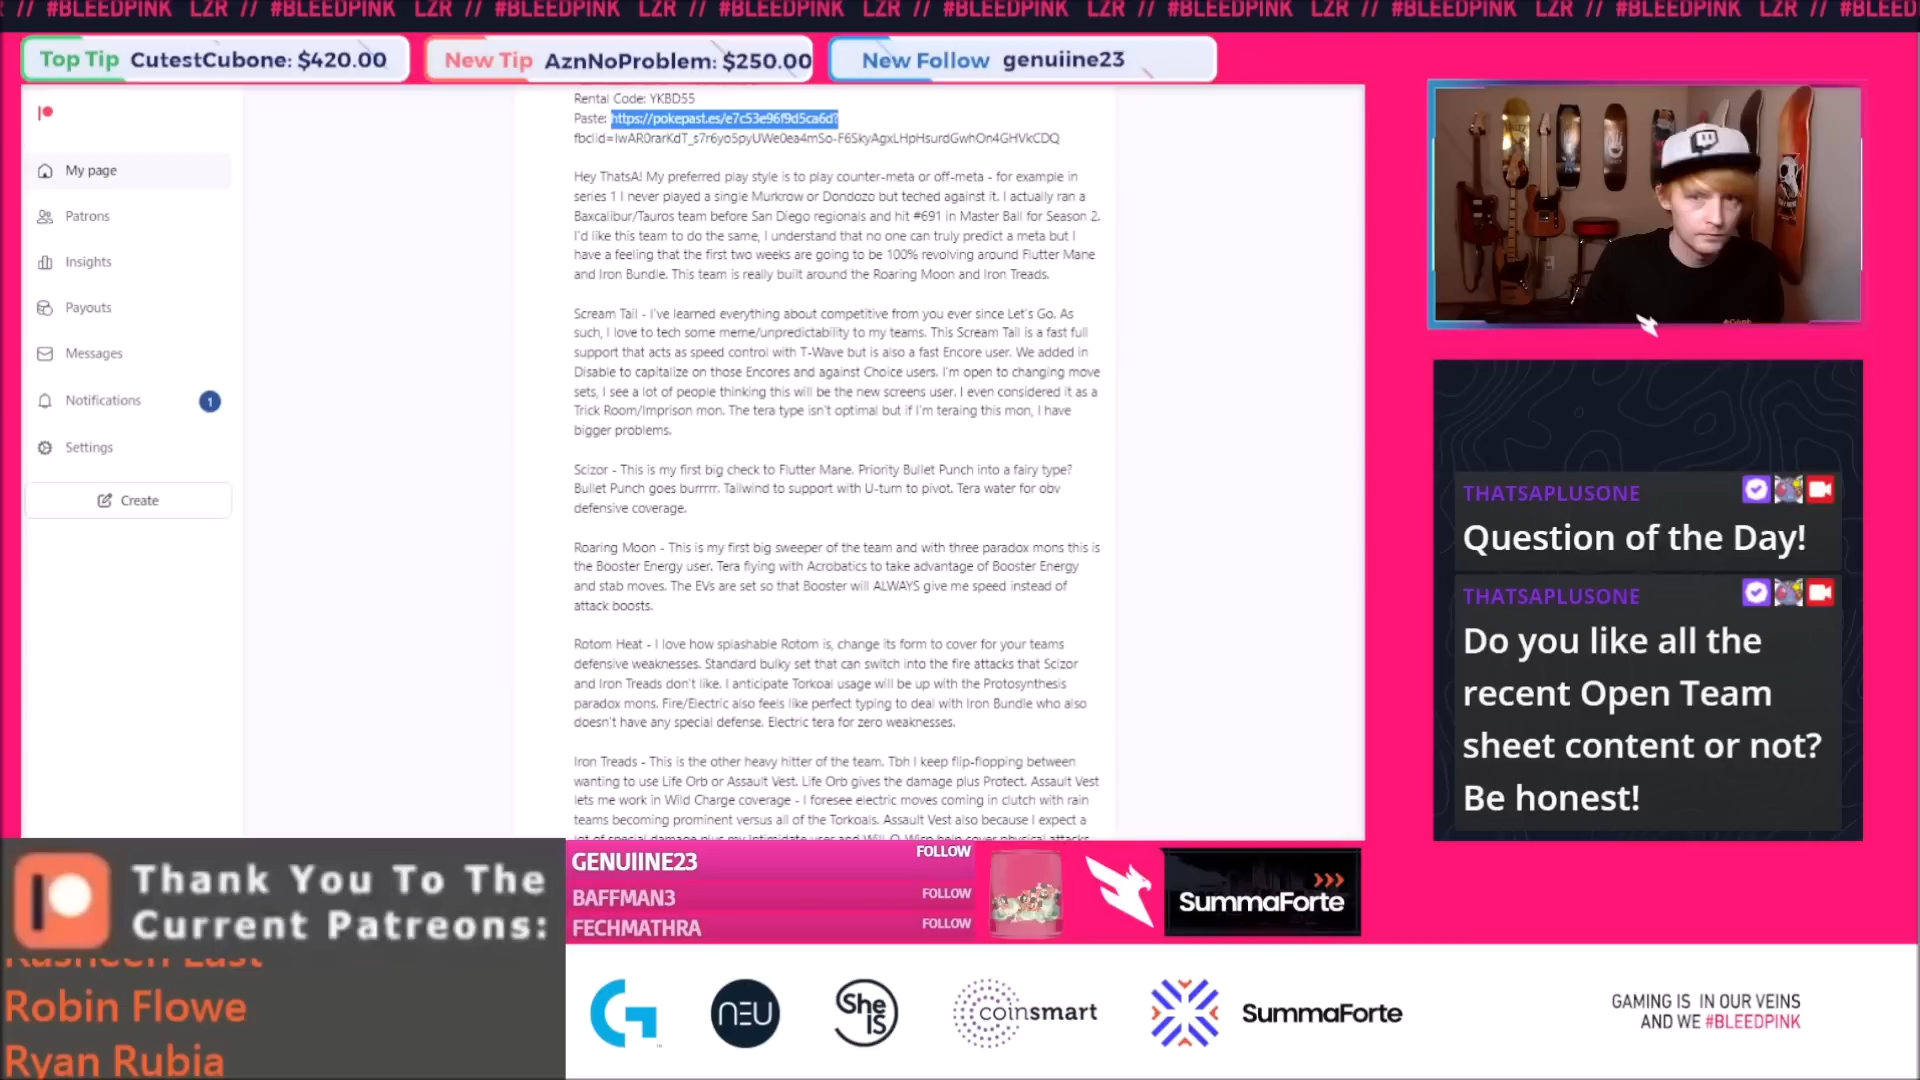 // #BLEEDPINK LZR // #BLEEDPINK LZR // #BLEEDPINK LZR // #BLEEDPINK LZR // #BLEEDPINK LZR // #BLEEDPINK LZR // #BLEEDPINK LZR // #BLEEDPINK LZR // #BLEED
Top Tip CutestCubone: $420.00
New Tip AznNoProblem: $250.00
New Follow genuiine23
My page
Patrons
Insights
Payouts
Messages
Notifications 1
Settings
Create
Rental Code: YKBD55
Paste: https://pokepast.es/e7c53e96f9d5ca6d?
fbclid=IwAR0rarKdT_s7r6yo5pyUWe0ea4mSo-F6SkyAgxLHpHsurdGwhOn4GHVkCDQ
Hey ThatsA! My preferred play style is to play counter-meta or off-meta - for example in
series 1 I never played a single Murkrow or Dondozo but teched against it. I actually ran a
Baxcalibur/Tauros team before San Diego regionals and hit #691 in Master Ball for Season 2.
I'd like this team to do the same, I understand that no one can truly predict a meta but I
have a feeling that the first two weeks are going to be 100% revolving around Flutter Mane
and Iron Bundle. This team is really built around the Roaring Moon and Iron Treads.
Scream Tail - I've learned everything about competitive from you ever since Let's Go. As
such, I love to tech some meme/unpredictability to my teams. This Scream Tail is a fast full
support that acts as speed control with T-Wave but is also a fast Encore user. We added in
Disable to capitalize on those Encores and against Choice users. I'm open to changing move
sets, I see a lot of people thinking this will be the new screens user. I even considered it as a
Trick Room/Imprison mon. The tera type isn't optimal but if I'm teraing this mon, I have
bigger problems.
Scizor - This is my first big check to Flutter Mane. Priority Bullet Punch into a fairy type?
Bullet Punch goes burrrrr. Tailwind to support with U-turn to pivot. Tera water for obv
defensive coverage.
Roaring Moon - This is my first big sweeper of the team and with three paradox mons this is
the Booster Energy user. Tera flying with Acrobatics to take advantage of Booster Energy
and stab moves. The EVs are set so that Booster will ALWAYS give me speed instead of
attack boosts.
Rotom Heat - I love how splashable Rotom is, change its form to cover for your teams
defensive weaknesses. Standard bulky set that can switch into the fire attacks that Scizor
and Iron Treads don't like. I anticipate Torkoal usage will be up with the Protosynthesis
paradox mons. Fire/Electric also feels like perfect typing to deal with Iron Bundle who also
doesn't have any special defense. Electric tera for zero weaknesses.
Iron Treads - This is the other heavy hitter of the team. Tbh I keep flip-flopping between
wanting to use Life Orb or Assault Vest. Life Orb gives the damage plus Protect. Assault Vest
lets me work in Wild Charge coverage - I foresee electric moves coming in clutch with rain
teams becoming prominent versus all of the Torkoals. Assault Vest also because I expect a
lot of special damage plus my Intimidate user and Will-O-Wisp help cover physical attacks
THATSAPLUSONE
Question of the Day!
THATSAPLUSONE
Do you like all the
recent Open Team
sheet content or not?
Be honest!
Thank You To The
Current Patreons:
Rasheen East
Robin Flowe
Ryan Rubia
GENUIINE23 FOLLOW
BAFFMAN3 FOLLOW
FECHMATHRA FOLLOW
SummaForte
G
NEU
She
IS
coinsmart
SummaForte
GAMING IS IN OUR VEINS
AND WE #BLEEDPINK